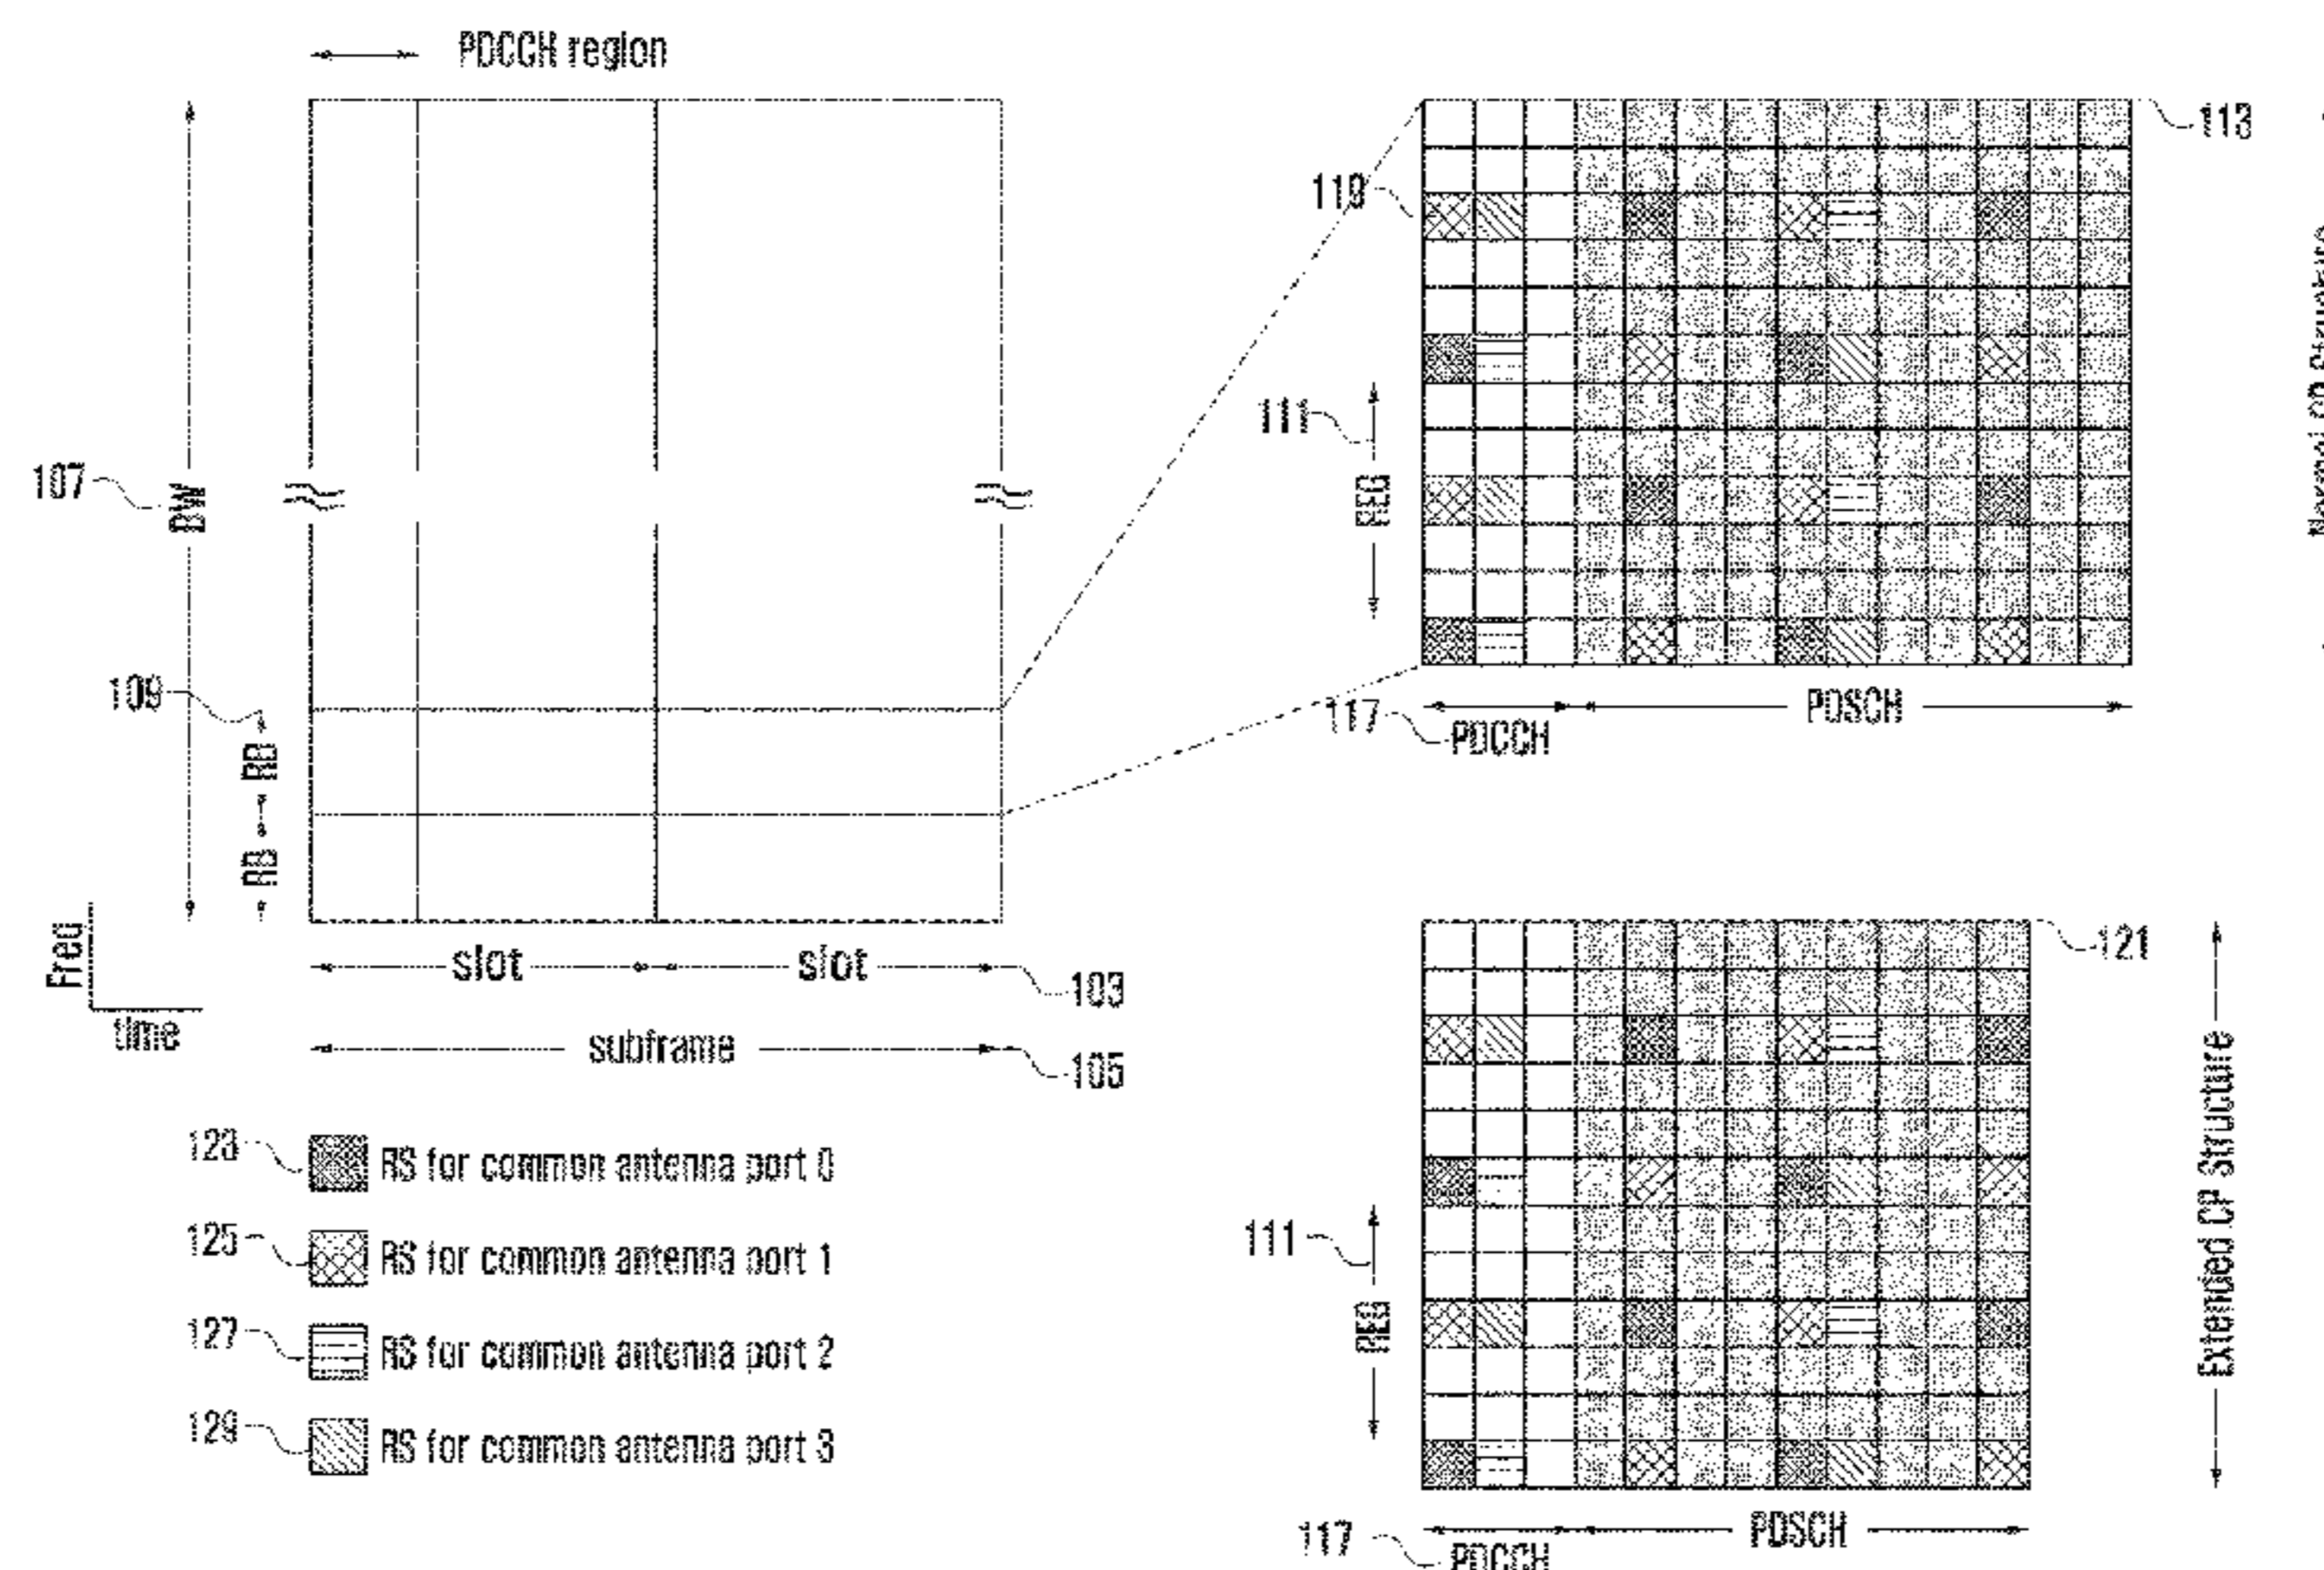 PDCCH region
107
BW
109
RB
RB
Freq
time
slot
slot
103
subframe
105
123
RS for common antenna port 0
125
RS for common antenna port 1
127
RS for common antenna port 2
129
RS for common antenna port 3
113
119
111
REG
117
PDCCH
PDSCH
121
111
REG
Extended CP Structure
117
PDCCH
PDSCH